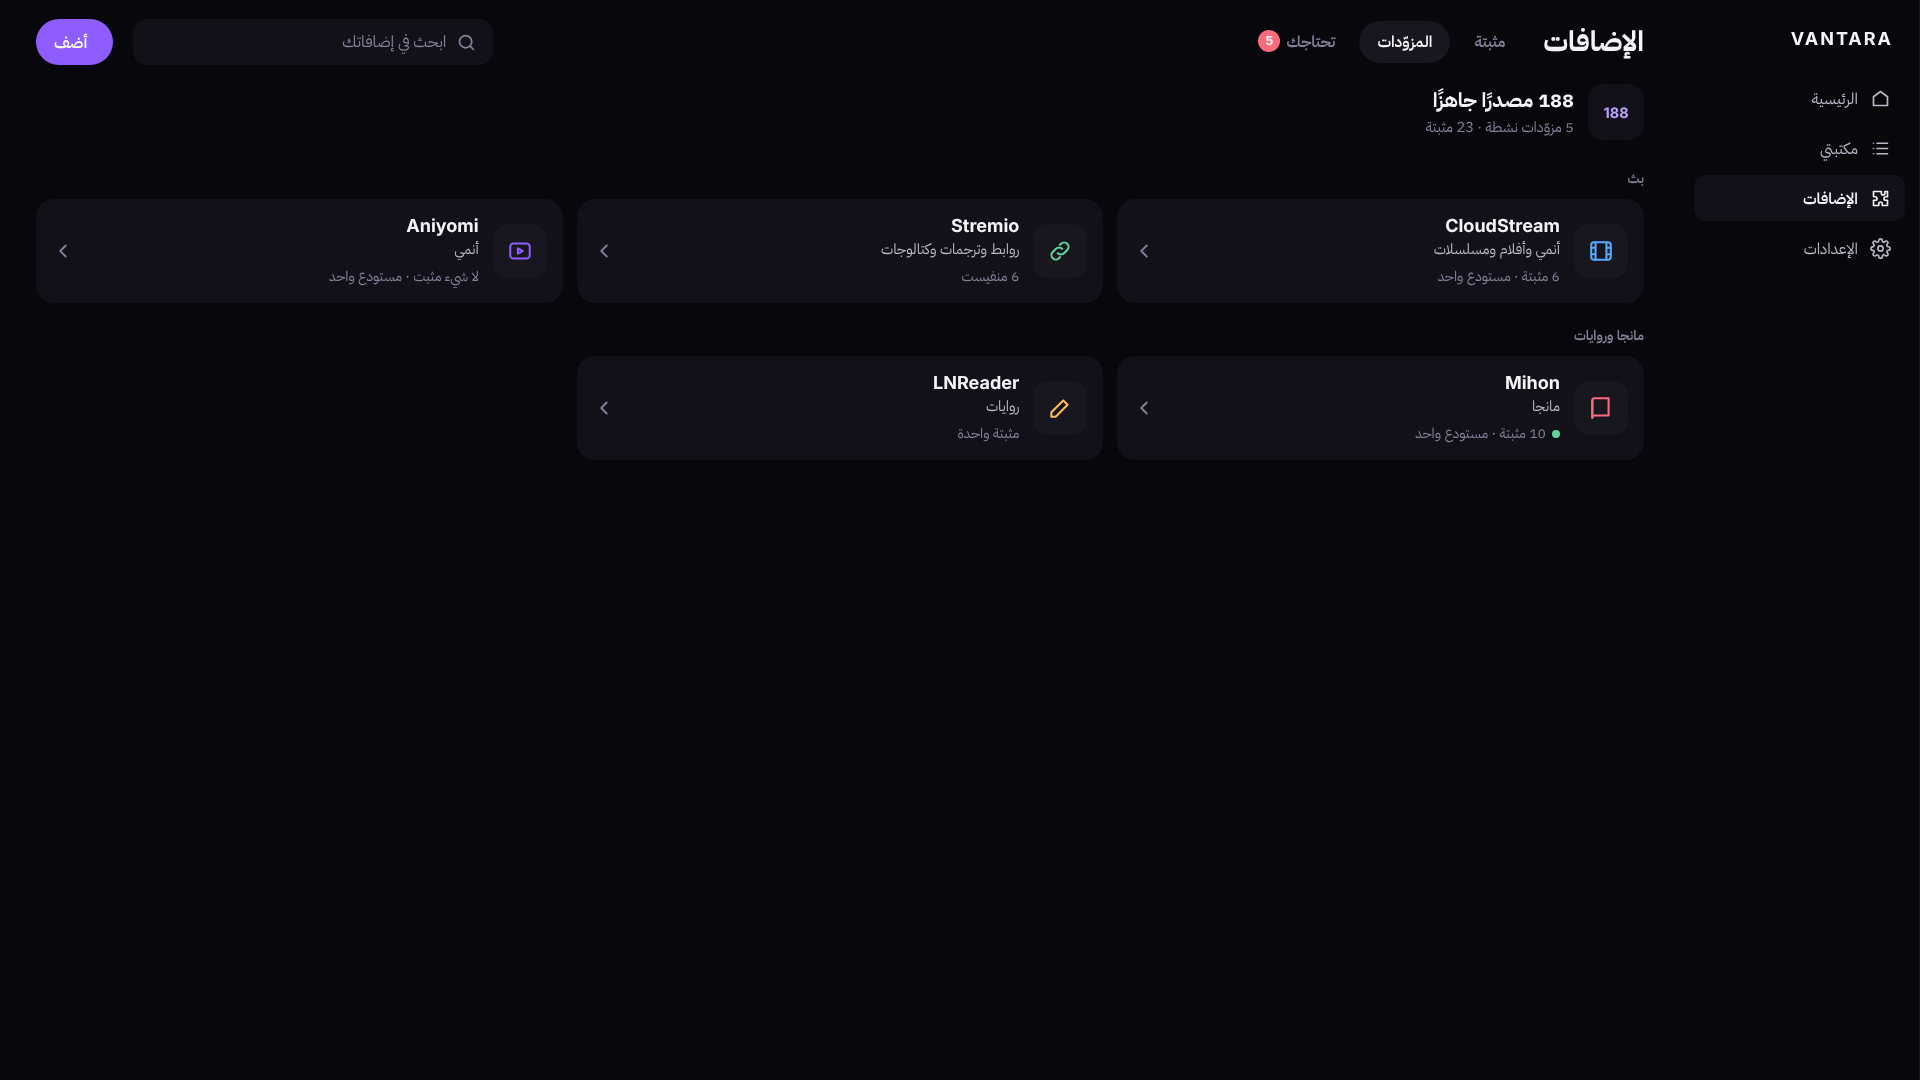 VANTARA
الرئيسية
مكتبتي
الإضافات
الإعدادات
الإضافات
مثبتة
المزوّدات
تحتاجك 5
ابحث في إضافاتك
أضف
188
188 مصدرًا جاهزًا
5 مزوّدات نشطة · 23 مثبتة
بث
CloudStream
أنمي وأفلام ومسلسلات
6 مثبتة · مستودع واحد
Stremio
روابط وترجمات وكتالوجات
6 منفيست
Aniyomi
أنمي
لا شيء مثبت · مستودع واحد
مانجا وروايات
Mihon
مانجا
10 مثبتة · مستودع واحد
LNReader
روايات
مثبتة واحدة